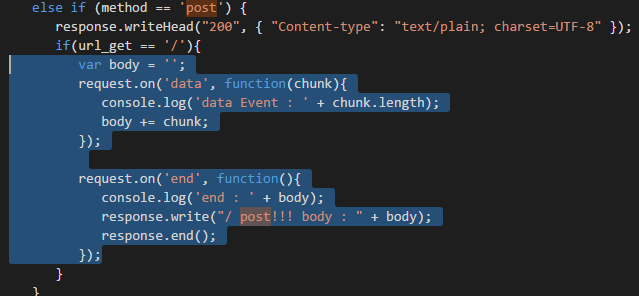 else if (method == 'post') {
response.writeHead("200", { "Content-type": "text/plain; charset=UTF-8" });
if(url_get == '/'){
var body = '';
request.on('data', function(chunk){
console.log('data Event : ' + chunk.length);
body += chunk;
});
request.on('end', function(){
console.log('end : ' + body);
response.write("/ post!!! body : " + body);
response.end();
});
}
}